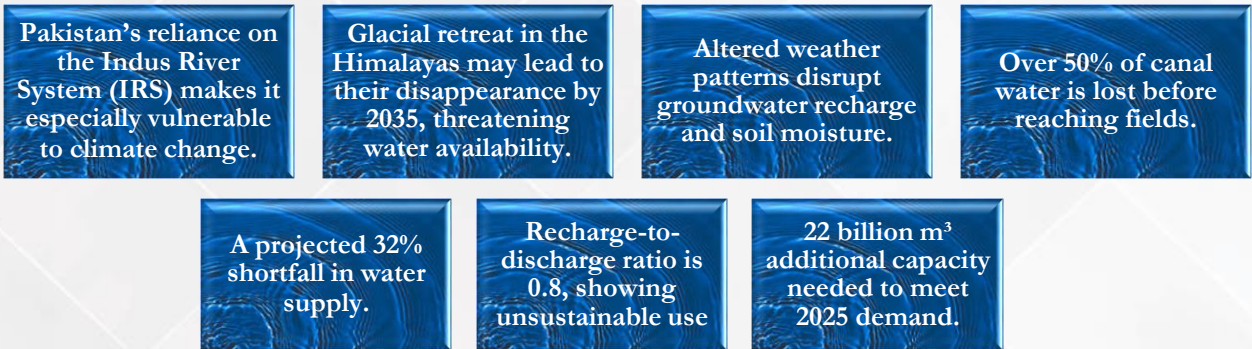 Pakistan's reliance on
the Indus River
System (IRS) makes it
especially vulnerable
to climate change.
Glacial retreat in the
Himalayas may lead to
their disappearance by
2035, threatening
water availability.
Altered weather
patterns disrupt
groundwater recharge
and soil moisture.
Over 50% of canal
water is lost before
reaching fields.
A projected 32%
shortfall in water
supply.
Recharge-to-
discharge ratio is
0.8, showing
unsustainable use
22 billion m³
additional capacity
needed to meet
2025 demand.